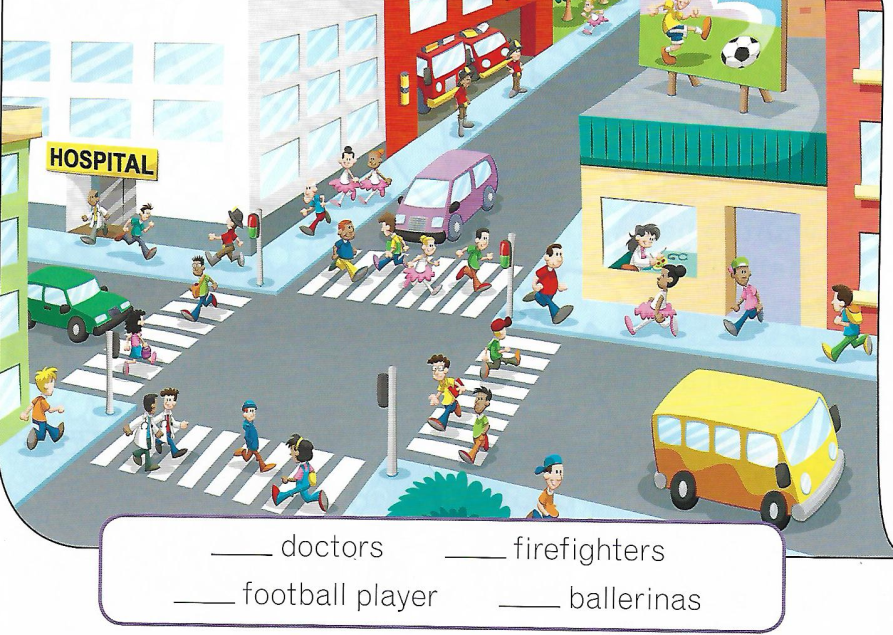 HOSPITAL
____ doctors ____ firefighters
____ football player ____ ballerinas